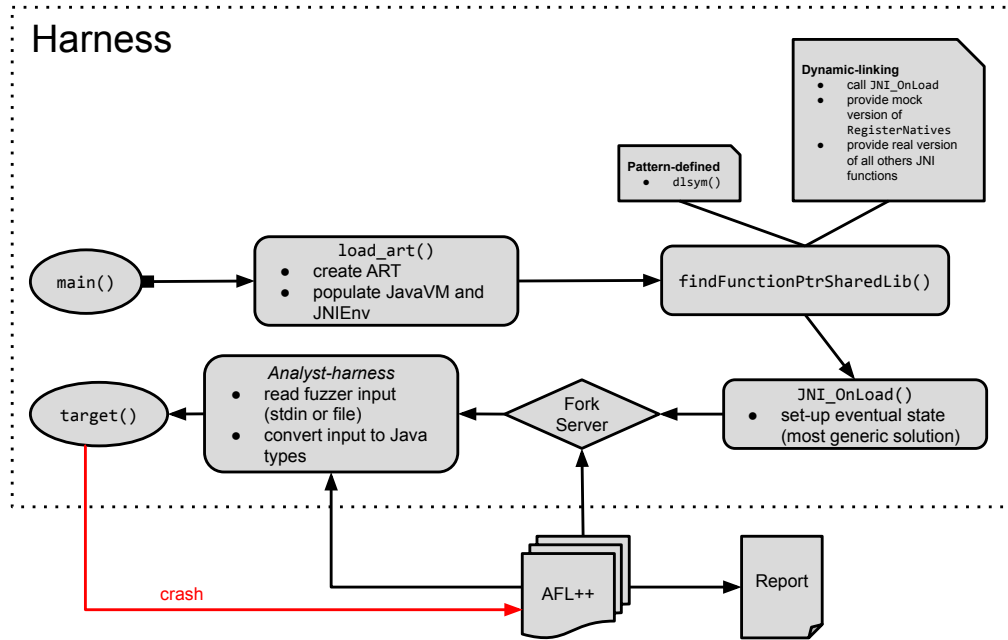 Harness
Dynamic-linking
● call JNI_OnLoad
● provide mock
version of
RegisterNatives
● provide real version
of all others JNI
functions
Pattern-defined
● dlsym()
main()
load_art()
● create ART
● populate JavaVM and
JNIEnv
findFunctionPtrSharedLib()
target()
Analyst-harness
● read fuzzer input
(stdin or file)
● convert input to Java
types
Fork
Server
JNI_OnLoad()
● set-up eventual state
(most generic solution)
crash
AFL++
Report